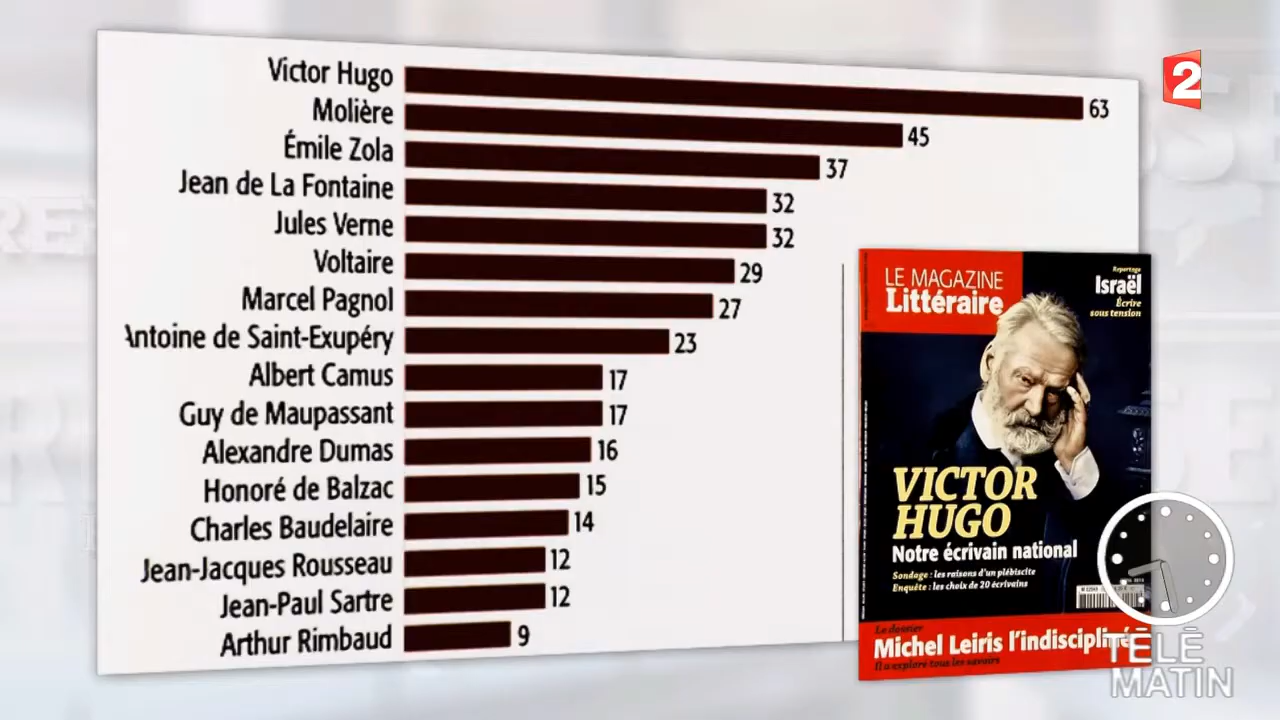 Victor Hugo 63
Molière 45
Émile Zola 37
Jean de La Fontaine 32
Jules Verne 32
Voltaire 29
Marcel Pagnol 27
Antoine de Saint-Exupéry 23
Albert Camus 17
Guy de Maupassant 17
Alexandre Dumas 16
Honoré de Balzac 15
Charles Baudelaire 14
Jean-Jacques Rousseau 12
Jean-Paul Sartre 12
Arthur Rimbaud 9
2
LE MAGAZINE
Littéraire
Reportage
Israël
Écrire
sous tension
VICTOR
HUGO
Notre écrivain national
Sondage : les raisons d'un plébiscite
Enquête : les choix de 20 écrivains
Le dossier
Michel Leiris l'indiscipliné
Il a exploré tous les savoirs
TÉLÉ
MATIN